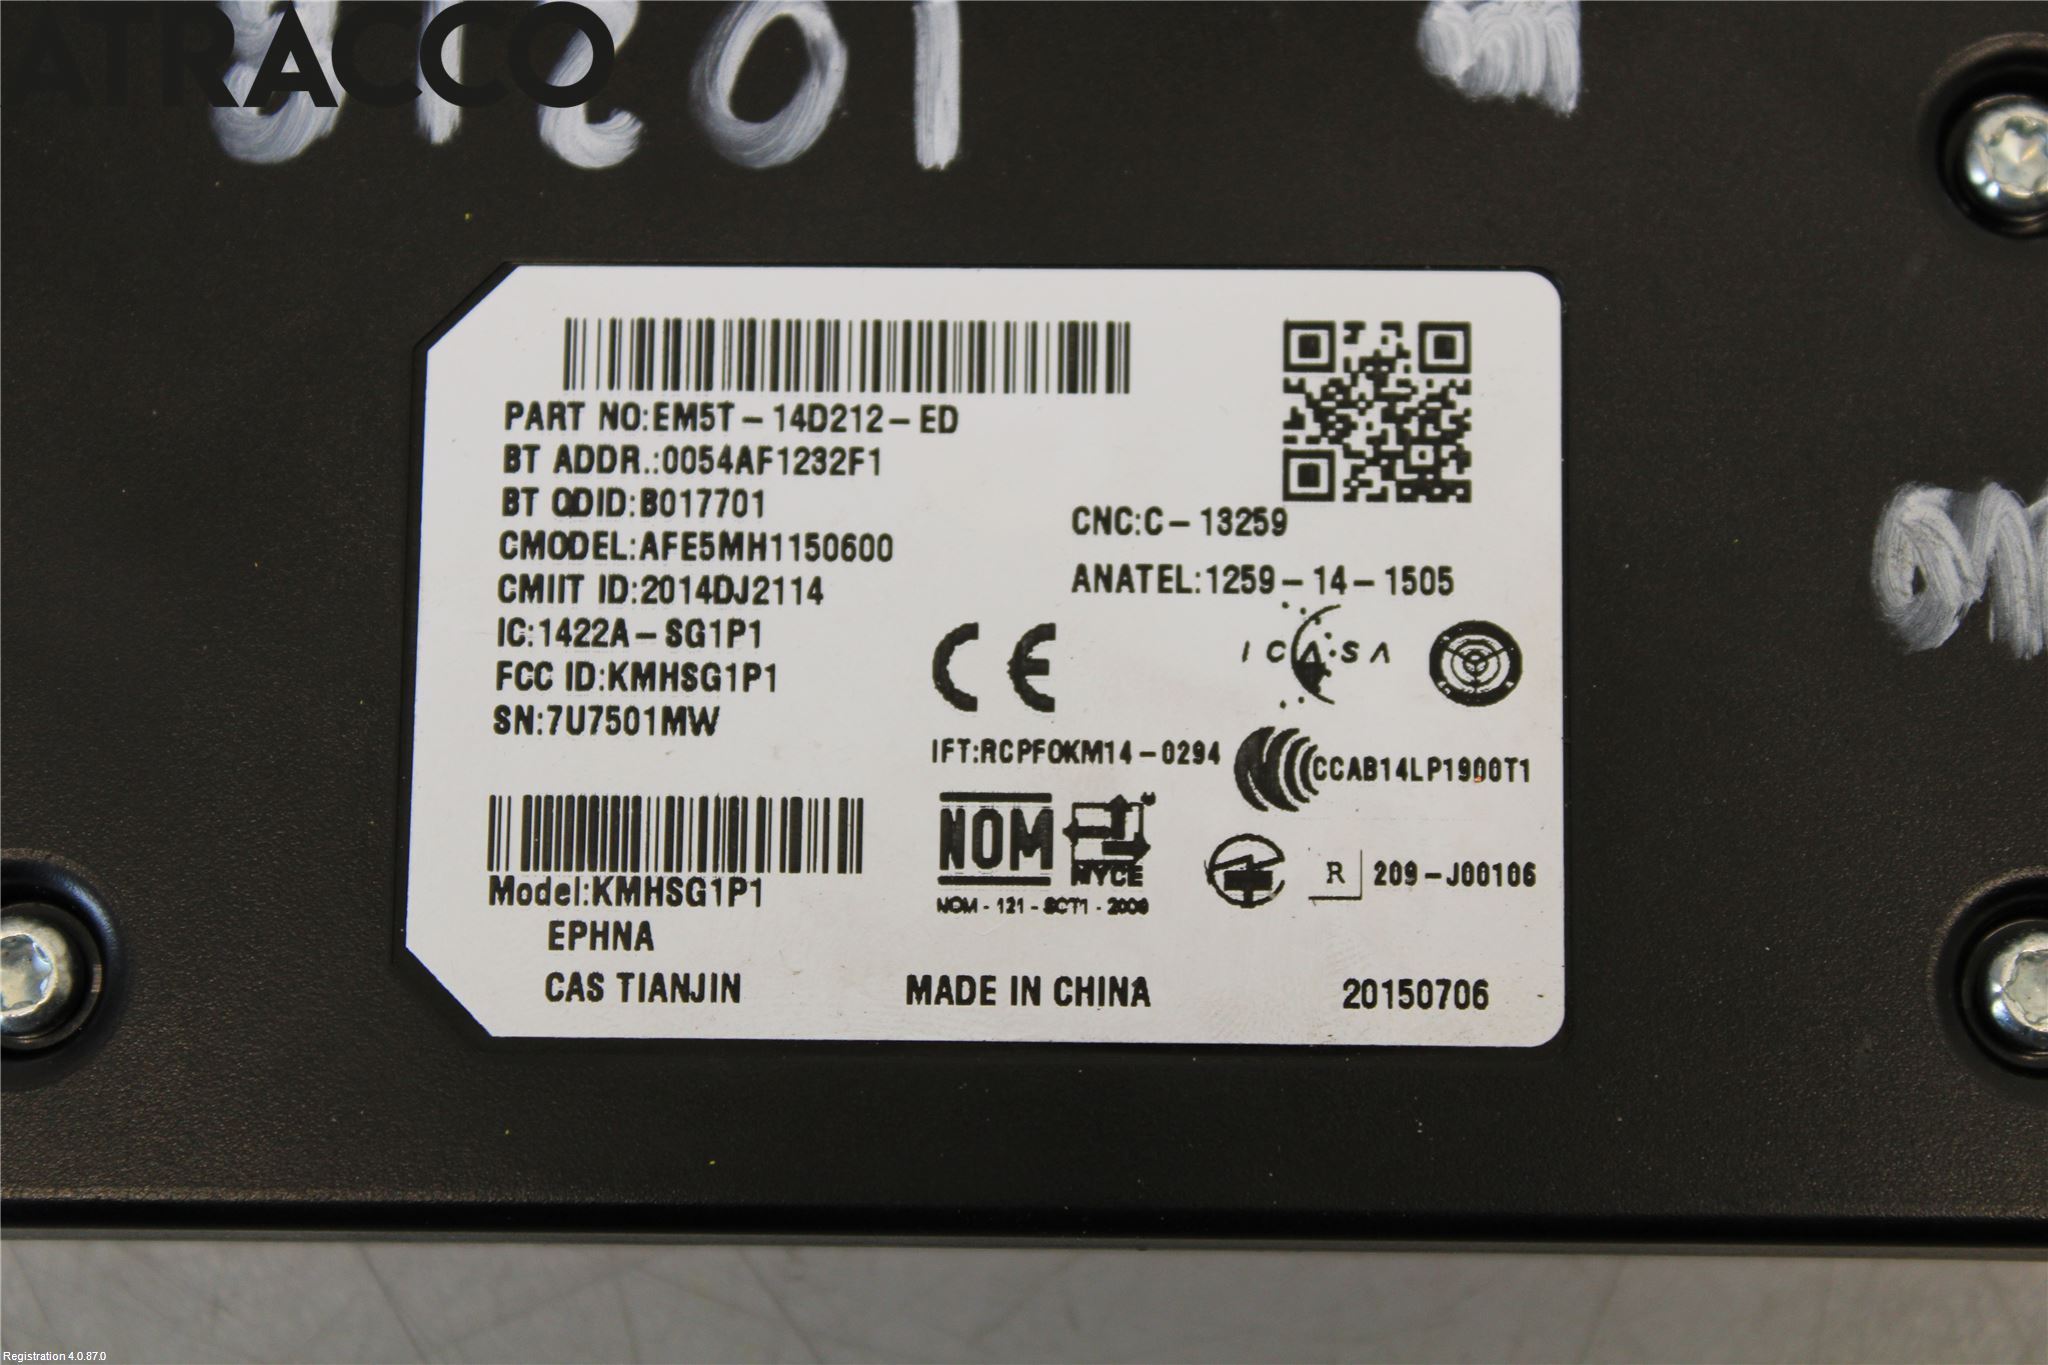 ATRACCO
PART NO:EM5T-14D212-ED
BT ADDR.:0054AF1232F1
BT QDID:B017701
CMODEL:AFE5MH1150600
CMIIT ID:2014DJ2114
IC:1422A-SG1P1
FCC ID:KMHSG1P1
SN:7U7501MW
CNC:C-13259
ANATEL:1259-14-1505
CE
ICASA
IFT:RCPFOKM14-0294
CCAB14LP1900T1
NOM
NYCE
NOM-121-SCT1-2009
R 209-J00106
Model:KMHSG1P1
EPHNA
CAS TIANJIN
MADE IN CHINA
20150706
Registration 4.0.87.0